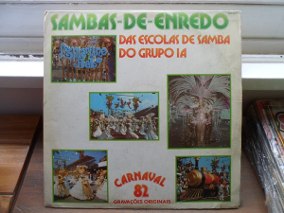 SAMBAS-DE-ENREDO
DAS ESCOLAS DE SAMBA
DO GRUPO 1A
CARNAVAL
82
GRAVAÇÕES ORIGINAIS